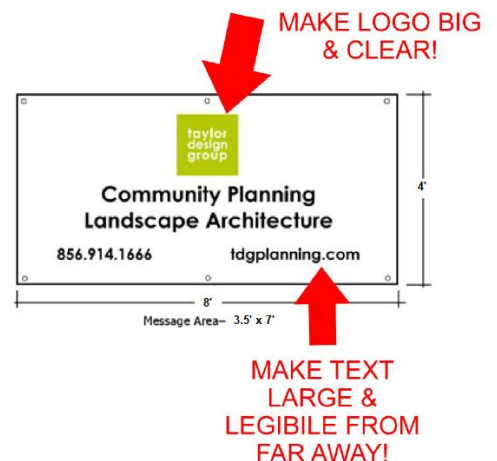 MAKE LOGO BIG
& CLEAR!
taylor
design
group
Community Planning
Landscape Architecture
856.914.1666 tdgplanning.com
4'
8'
Message Area– 3.5' x 7'
MAKE TEXT
LARGE &
LEGIBILE FROM
FAR AWAY!